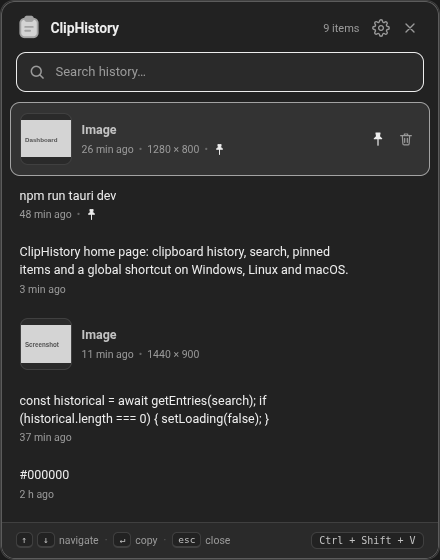 ClipHistory
9 items
Search history...
Dashboard
Image
26 min ago • 1280 × 800 •
npm run tauri dev
48 min ago •
ClipHistory home page: clipboard history, search, pinned
items and a global shortcut on Windows, Linux and macOS.
3 min ago
Screenshot
Image
11 min ago • 1440 × 900
const historical = await getEntries(search); if
(historical.length === 0) { setLoading(false); }
37 min ago
#000000
2 h ago
↑ ↓ navigate · ↵ copy · esc close
Ctrl + Shift + V